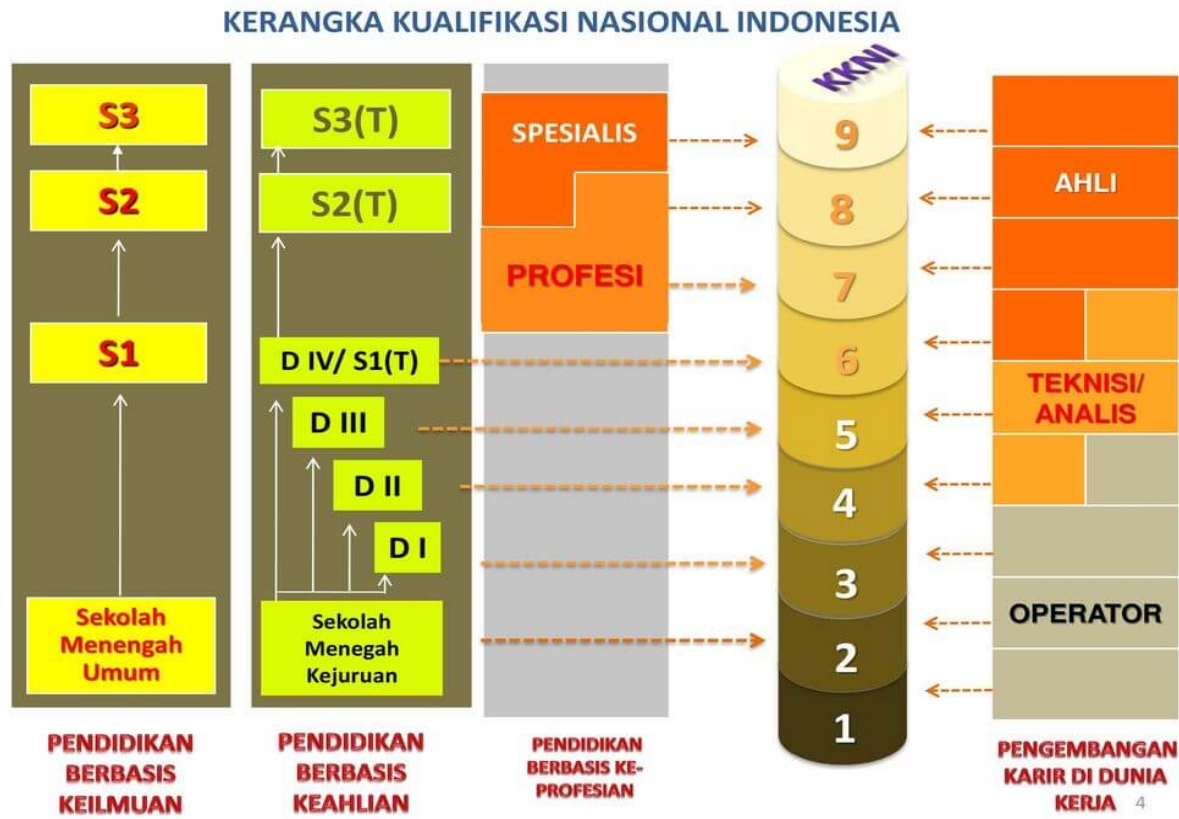 KERANGKA KUALIFIKASI NASIONAL INDONESIA
S3
S2
S1
Sekolah
Menengah
Umum
PENDIDIKAN
BERBASIS
KEILMUAN
S3(T)
S2(T)
D IV/ S1(T)
D III
D II
D I
Sekolah
Menegah
Kejuruan
PENDIDIKAN
BERBASIS
KEAHLIAN
SPESIALIS
PROFESI
PENDIDIKAN
BERBASIS KE-
PROFESIAN
KKNI
9
8
7
6
5
4
3
2
1
AHLI
TEKNISI/
ANALIS
OPERATOR
PENGEMBANGAN
KARIR DI DUNIA
KERJA
4